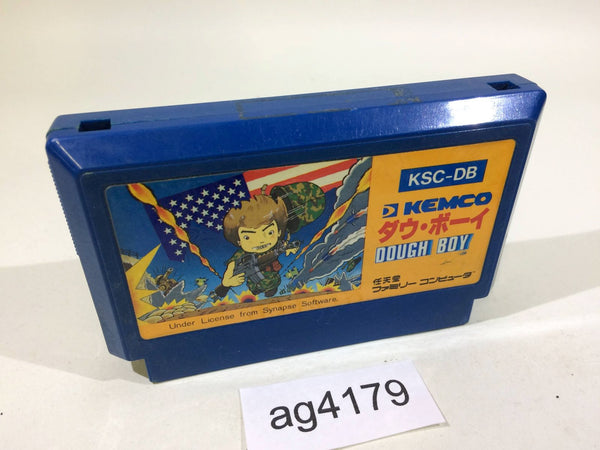 KSC-DB
KEMCO
ダウ・ボーイ
DOUGH BOY
任天堂
ファミリー コンピュータ
Under License from Synapse Software.
ag4179